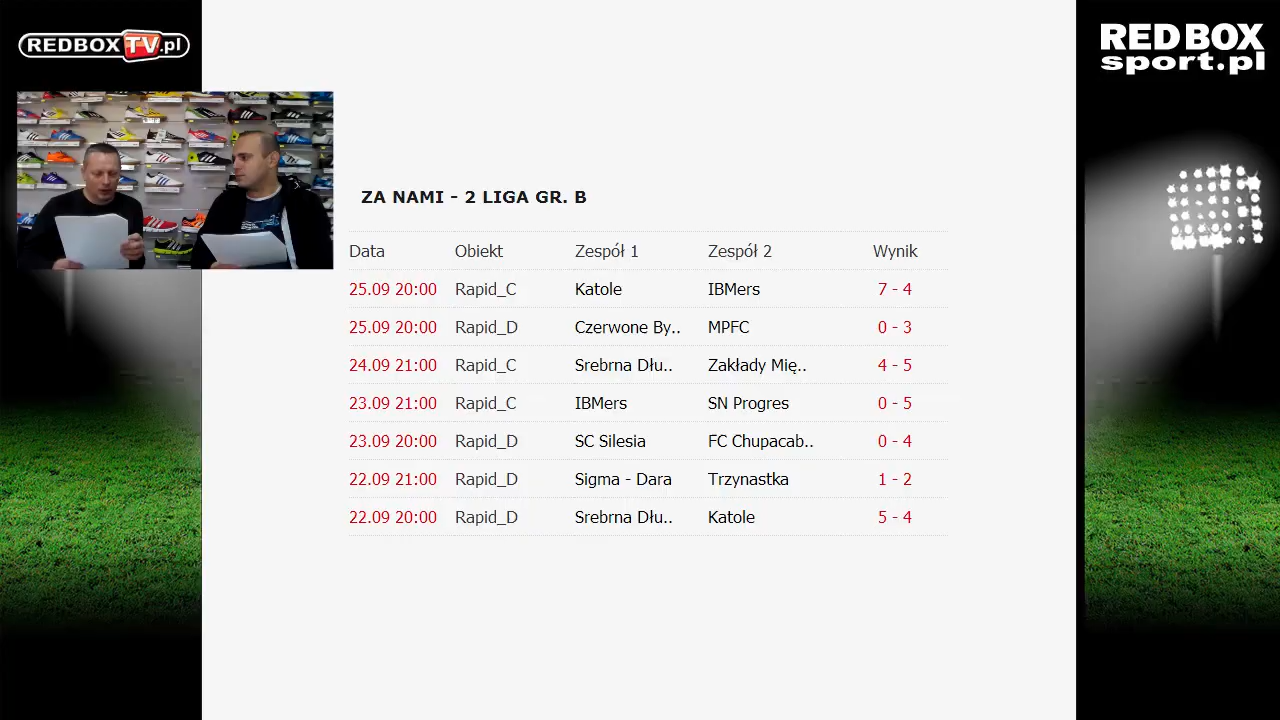 REDBOXTV.pl
RED BOX
sport.pl
ZA NAMI - 2 LIGA GR. B
Data Obiekt Zespół 1 Zespół 2 Wynik
25.09 20:00 Rapid_C Katole IBMers 7 - 4
25.09 20:00 Rapid_D Czerwone By.. MPFC 0 - 3
24.09 21:00 Rapid_C Srebrna Dłu.. Zakłady Mię.. 4 - 5
23.09 21:00 Rapid_C IBMers SN Progres 0 - 5
23.09 20:00 Rapid_D SC Silesia FC Chupacab.. 0 - 4
22.09 21:00 Rapid_D Sigma - Dara Trzynastka 1 - 2
22.09 20:00 Rapid_D Srebrna Dłu.. Katole 5 - 4